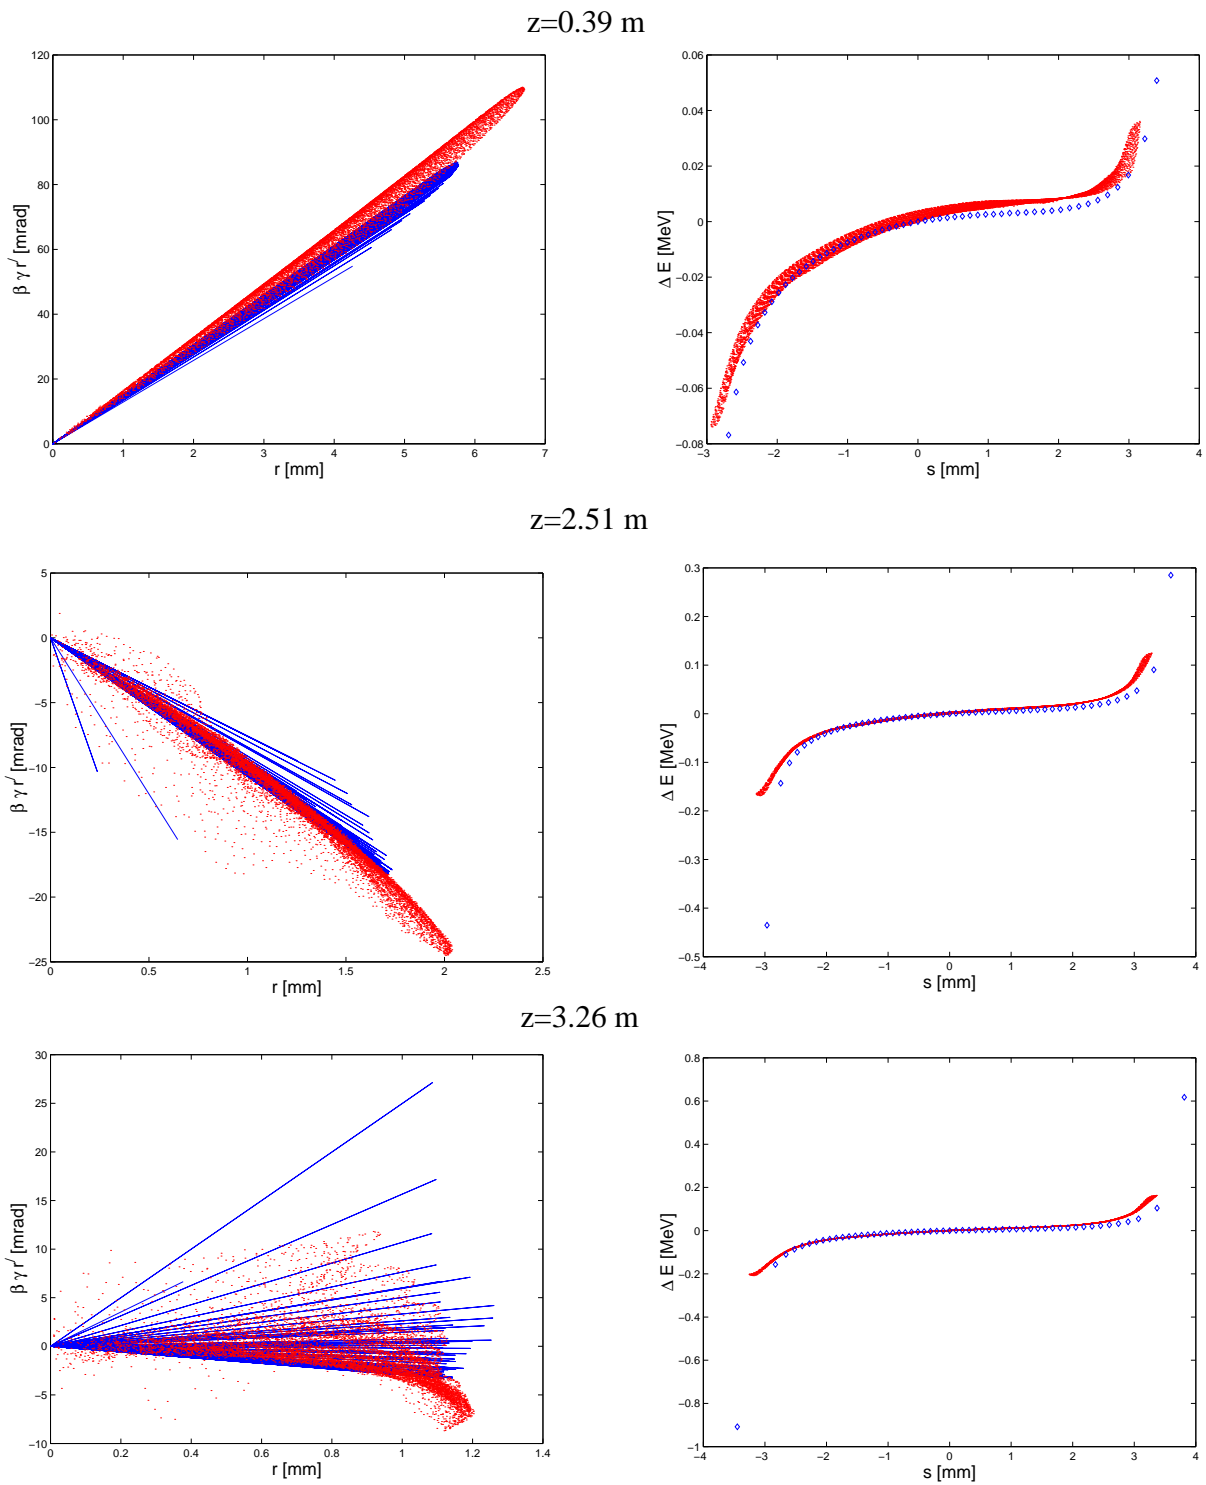 z=0.39 m
120
100
80
60
40
20
0
β γ r′ [mrad]
0 1 2 3 4 5 6 7
r [mm]
0.06
0.04
0.02
0
−0.02
−0.04
−0.06
−0.08
Δ E [MeV]
−3 −2 −1 0 1 2 3 4
s [mm]
z=2.51 m
5
0
−5
−10
−15
−20
−25
β γ r′ [mrad]
0 0.5 1 1.5 2 2.5
r [mm]
0.3
0.2
0.1
0
−0.1
−0.2
−0.3
−0.4
−0.5
Δ E [MeV]
−4 −3 −2 −1 0 1 2 3 4
s [mm]
z=3.26 m
30
25
20
15
10
5
0
−5
−10
β γ r′ [mrad]
0 0.2 0.4 0.6 0.8 1 1.2 1.4
r [mm]
0.8
0.6
0.4
0.2
0
−0.2
−0.4
−0.6
−0.8
−1
Δ E [MeV]
−4 −3 −2 −1 0 1 2 3 4
s [mm]